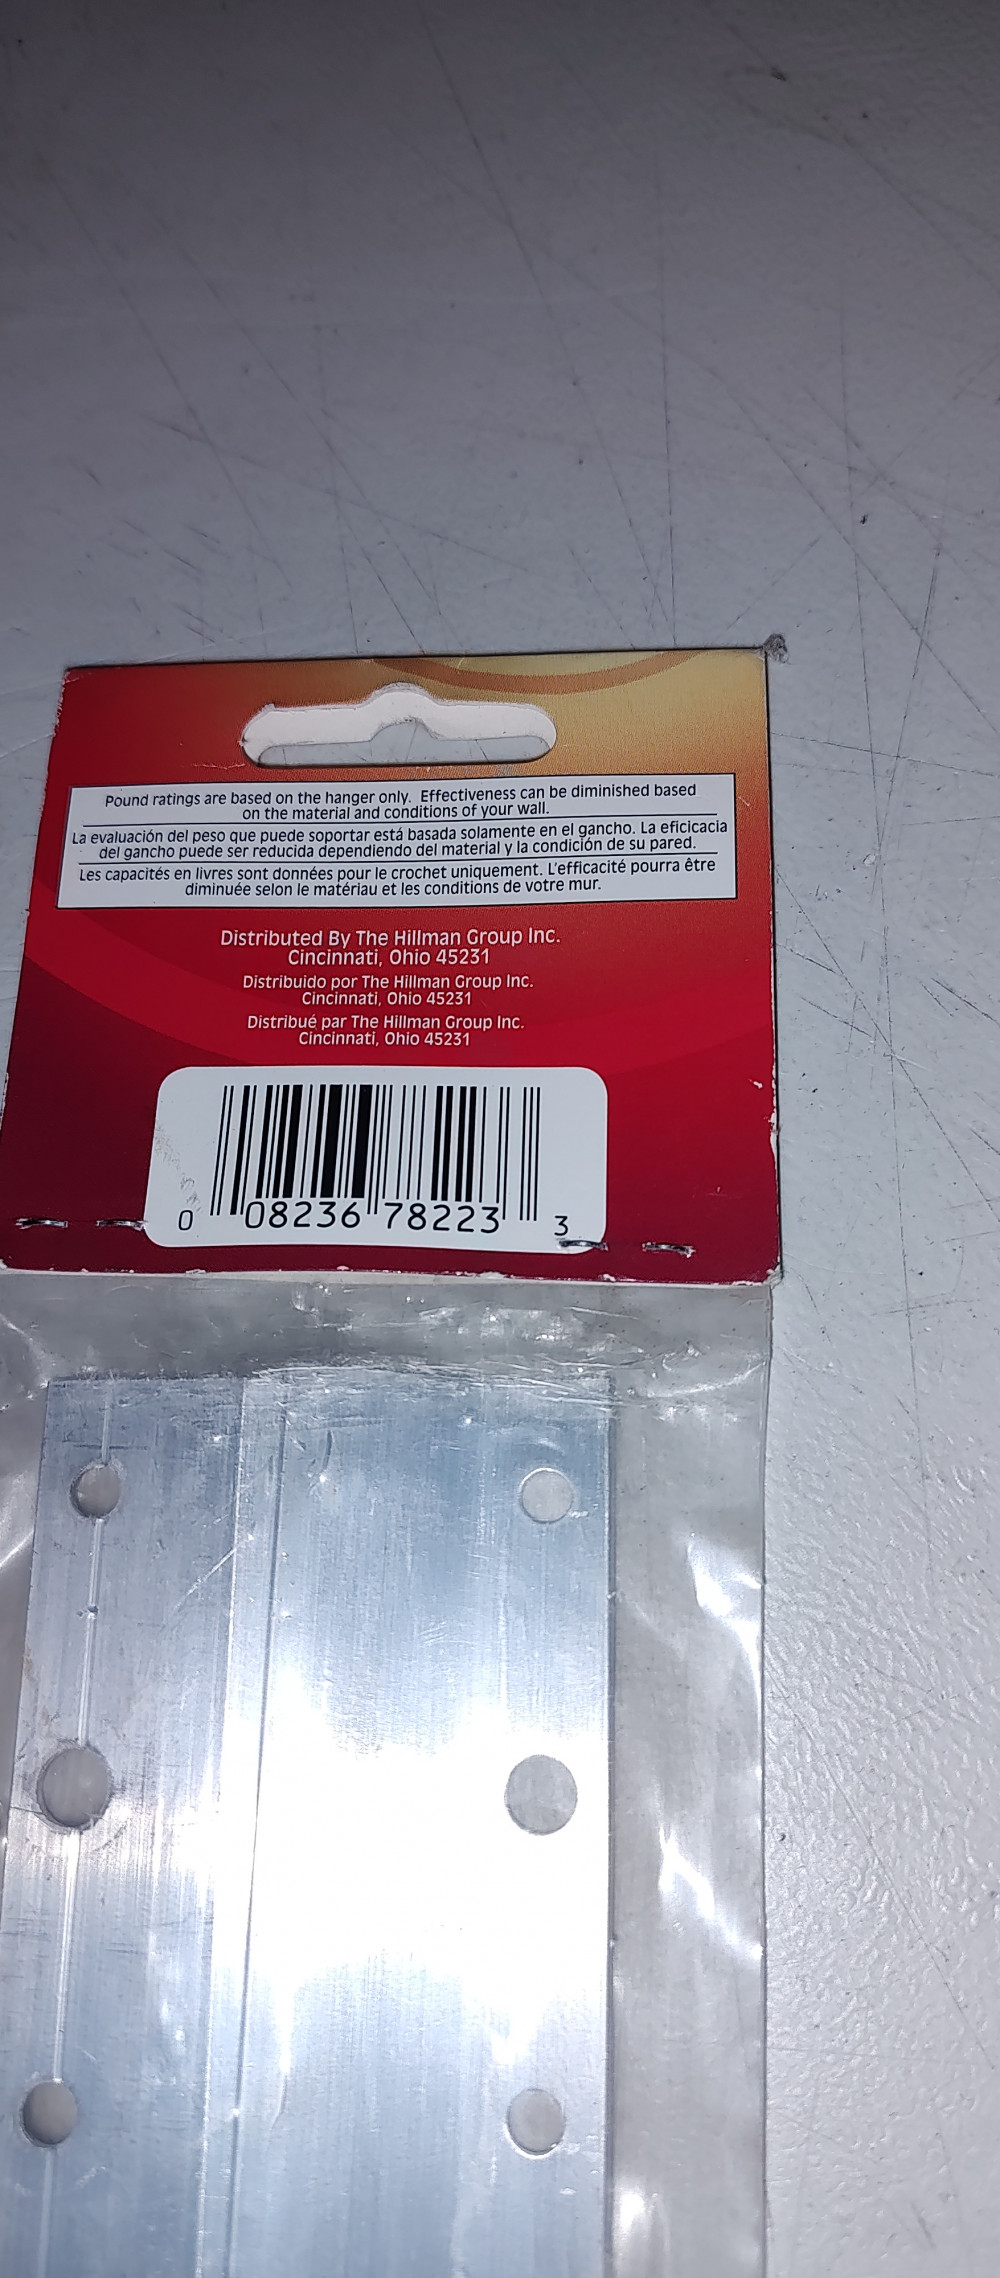 Pound ratings are based on the hanger only. Effectiveness can be diminished based
on the material and conditions of your wall.
La evaluación del peso que puede soportar está basada solamente en el gancho. La eficicacia
del gancho puede ser reducida dependiendo del material y la condición de su pared.
Les capacités en livres sont données pour le crochet uniquement. L'efficacité pourra être
diminuée selon le matériau et les conditions de votre mur.
Distributed By The Hillman Group Inc.
Cincinnati, Ohio 45231
Distribuido por The Hillman Group Inc.
Cincinnati, Ohio 45231
Distribué par The Hillman Group Inc.
Cincinnati, Ohio 45231
0 08236 78223 3